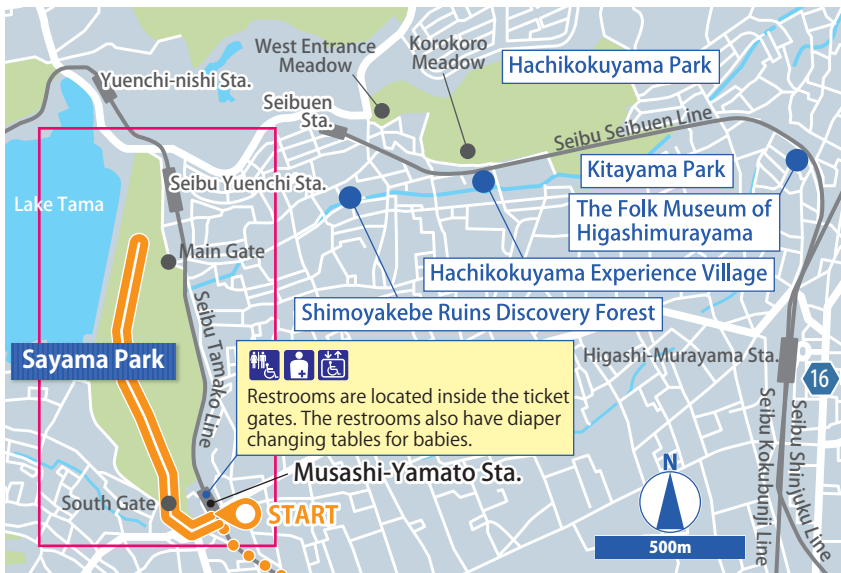 West Entrance
Meadow
Korokoro
Meadow
Hachikokuyama Park
Yuenchi-nishi Sta.
Seibuen
Sta.
Seibu Seibuen Line
Kitayama Park
Seibu Yuenchi Sta.
Lake Tama
The Folk Museum of
Higashimurayama
Main Gate
Hachikokuyama Experience Village
Shimoyakebe Ruins Discovery Forest
Seibu Tamako Line
Sayama Park
Higashi-Murayama Sta.
16
Restrooms are located inside the ticket
gates. The restrooms also have diaper
changing tables for babies.
Musashi-Yamato Sta.
South Gate
START
N
500m
Seibu Kokubunji Line
Seibu Shinjuku Line